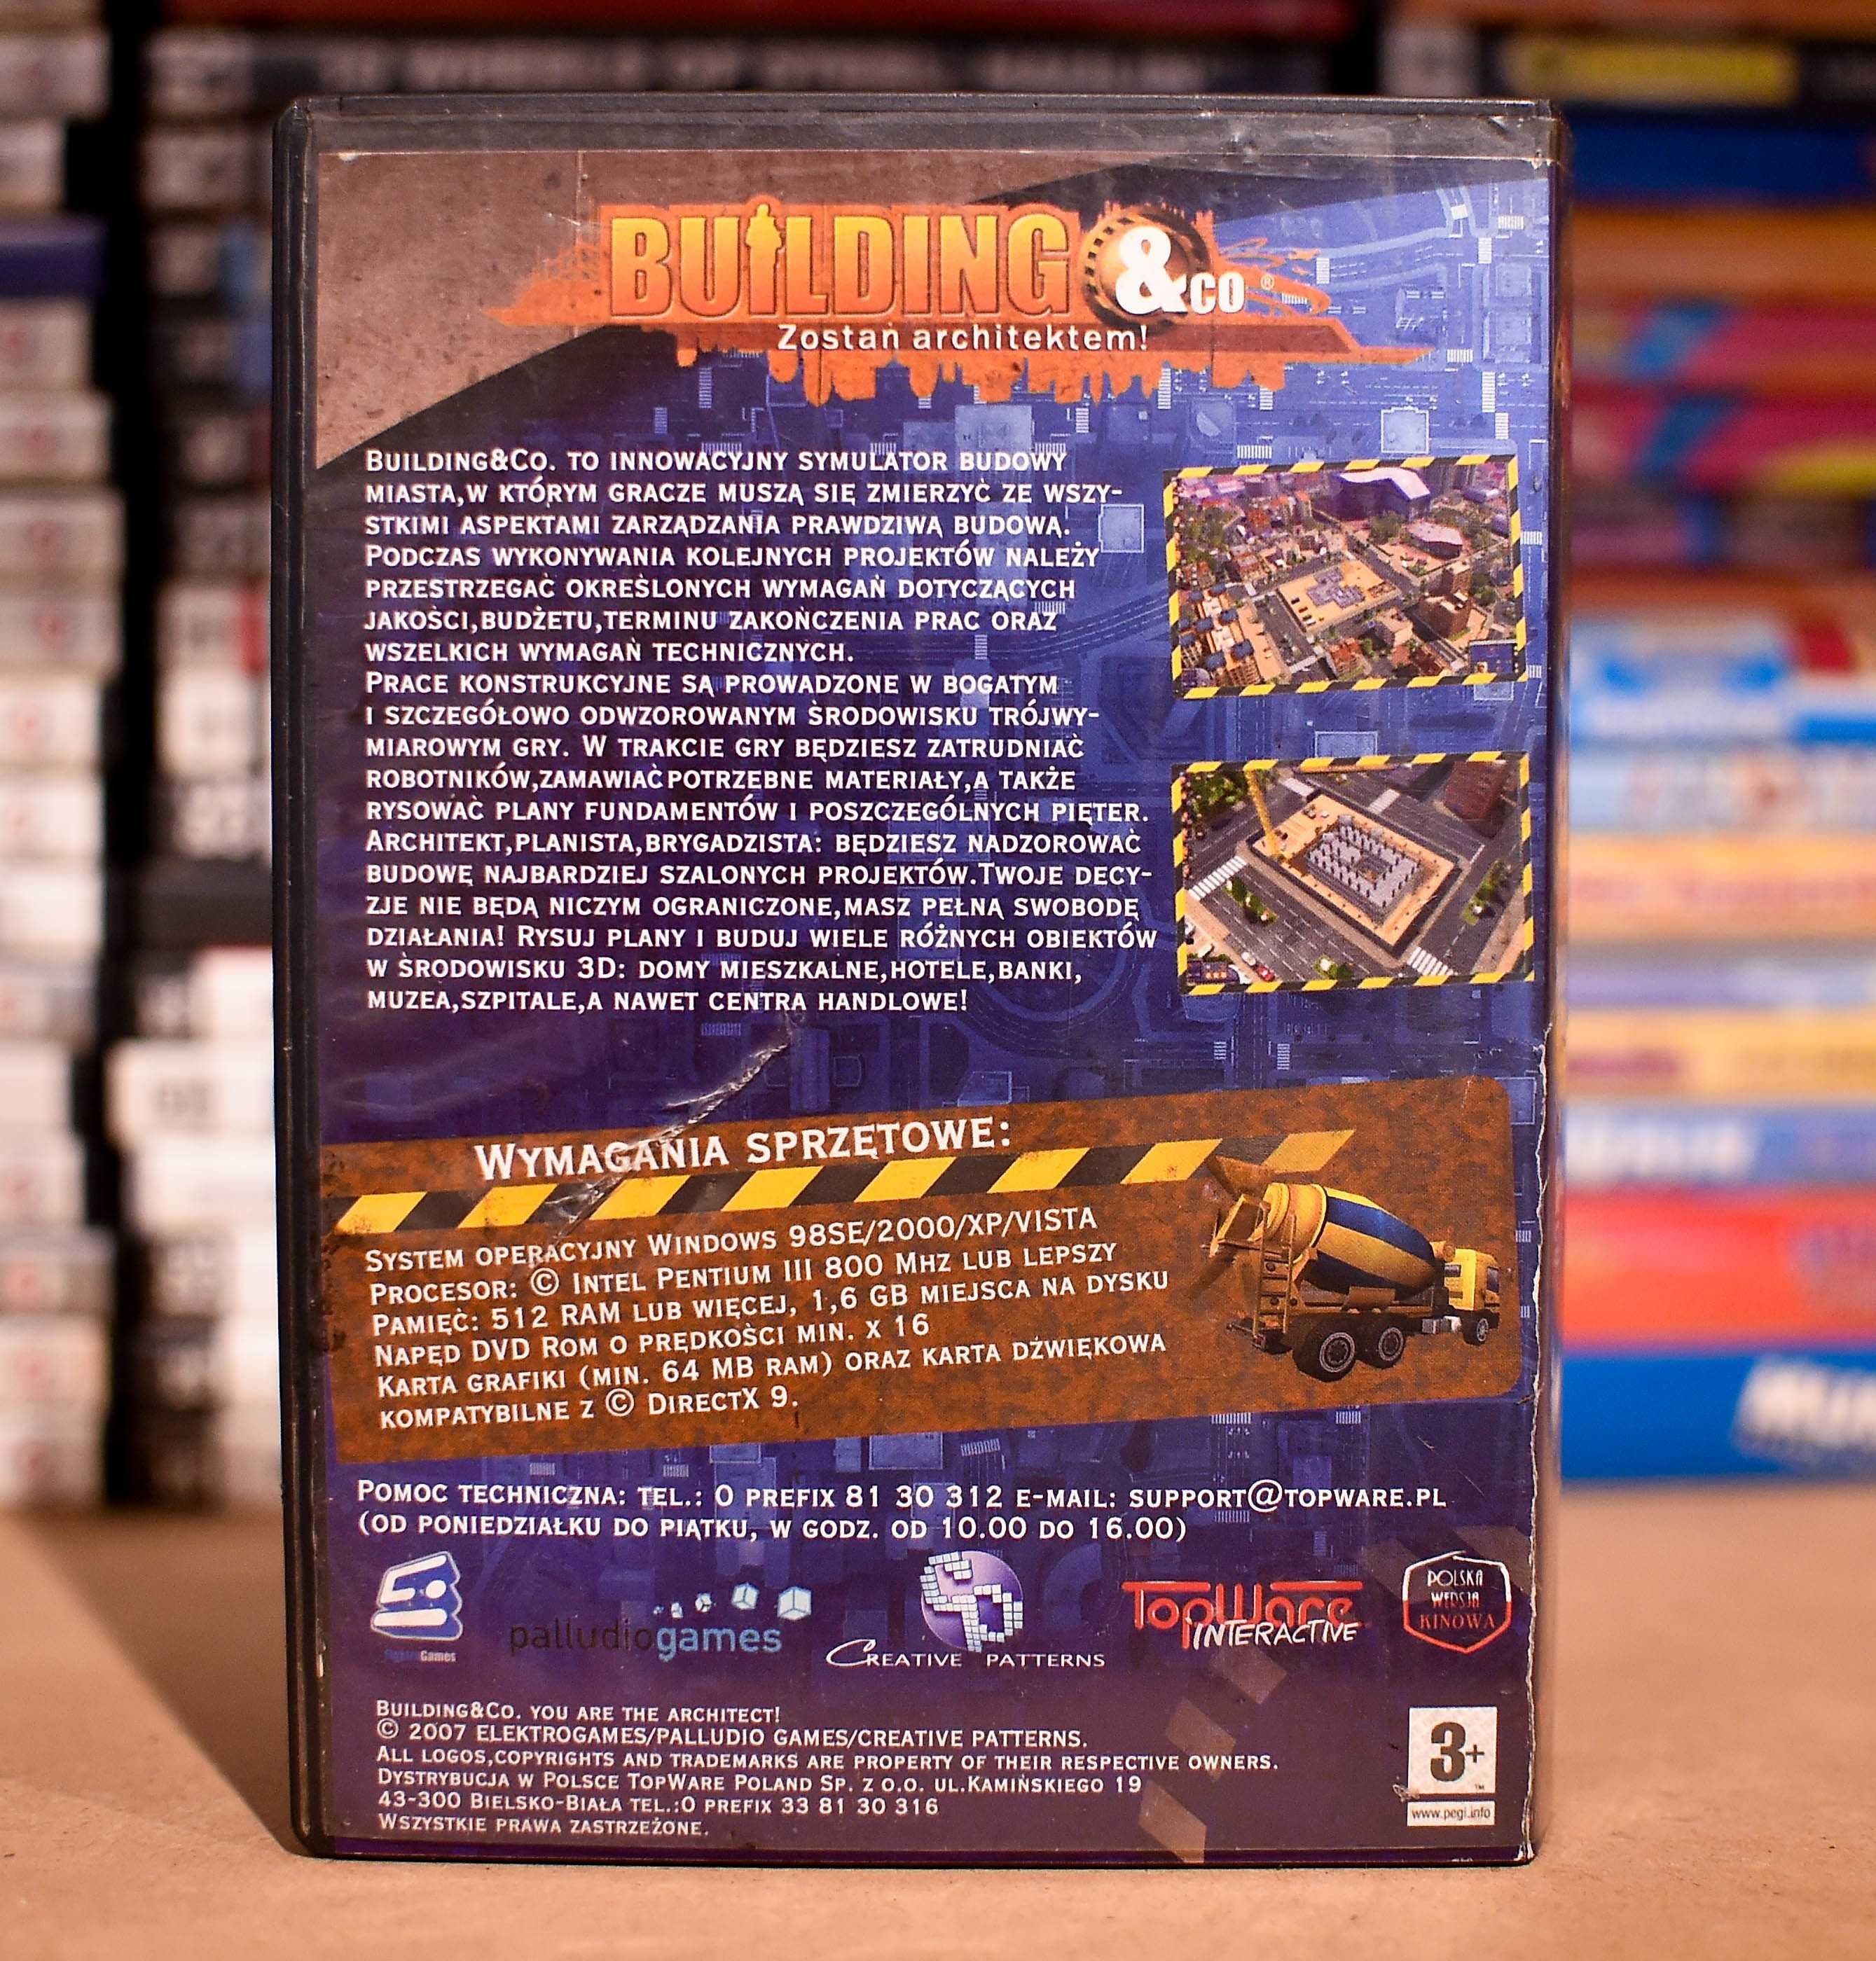 BUILDING &CO ®
Zostań architektem!
BUILDING&CO. TO INNOWACYJNY SYMULATOR BUDOWY
MIASTA,W KTÓRYM GRACZE MUSZĄ SIĘ ZMIERZYĆ ZE WSZY-
STKIMI ASPEKTAMI ZARZĄDZANIA PRAWDZIWĄ BUDOWĄ.
PODCZAS WYKONYWANIA KOLEJNYCH PROJEKTÓW NALEŻY
PRZESTRZEGAĆ OKREŚLONYCH WYMAGAŃ DOTYCZĄCYCH
JAKOŚCI,BUDŻETU,TERMINU ZAKOŃCZENIA PRAC ORAZ
WSZELKICH WYMAGAŃ TECHNICZNYCH.
PRACE KONSTRUKCYJNE SĄ PROWADZONE W BOGATYM
I SZCZEGÓŁOWO ODWZOROWANYM ŚRODOWISKU TRÓJWY-
MIAROWYM GRY. W TRAKCIE GRY BĘDZIESZ ZATRUDNIAĆ
ROBOTNIKÓW,ZAMAWIAĆ POTRZEBNE MATERIAŁY,A TAKŻE
RYSOWAĆ PLANY FUNDAMENTÓW I POSZCZEGÓLNYCH PIĘTER.
ARCHITEKT,PLANISTA,BRYGADZISTA: BĘDZIESZ NADZOROWAĆ
BUDOWĘ NAJBARDZIEJ SZALONYCH PROJEKTÓW.TWOJE DECY-
ZJE NIE BĘDĄ NICZYM OGRANICZONE,MASZ PEŁNĄ SWOBODĘ
DZIAŁANIA! RYSUJ PLANY I BUDUJ WIELE RÓŻNYCH OBIEKTÓW
W ŚRODOWISKU 3D: DOMY MIESZKALNE,HOTELE,BANKI,
MUZEA,SZPITALE,A NAWET CENTRA HANDLOWE!
WYMAGANIA SPRZĘTOWE:
SYSTEM OPERACYJNY WINDOWS 98SE/2000/XP/VISTA
PROCESOR: © INTEL PENTIUM III 800 MHZ LUB LEPSZY
PAMIĘĆ: 512 RAM LUB WIĘCEJ, 1,6 GB MIEJSCA NA DYSKU
NAPĘD DVD ROM O PRĘDKOŚCI MIN. X 16
KARTA GRAFIKI (MIN. 64 MB RAM) ORAZ KARTA DŹWIĘKOWA
KOMPATYBILNE Z © DIRECTX 9.
POMOC TECHNICZNA: TEL.: 0 PREFIX 81 30 312 E-MAIL: SUPPORT@TOPWARE.PL
(OD PONIEDZIAŁKU DO PIĄTKU, W GODZ. OD 10.00 DO 16.00)
Games
palludiogames
CREATIVE PATTERNS
TopWare
INTERACTIVE
POLSKA
WERSJA
KINOWA
BUILDING&CO. YOU ARE THE ARCHITECT!
© 2007 ELEKTROGAMES/PALLUDIO GAMES/CREATIVE PATTERNS.
ALL LOGOS,COPYRIGHTS AND TRADEMARKS ARE PROPERTY OF THEIR RESPECTIVE OWNERS.
DYSTRYBUCJA W POLSCE TOPWARE POLAND SP. Z O.O. UL.KAMIŃSKIEGO 19
43-300 BIELSKO-BIAŁA TEL.:0 PREFIX 33 81 30 316
WSZYSTKIE PRAWA ZASTRZEŻONE.
3+
™
www.pegi.info